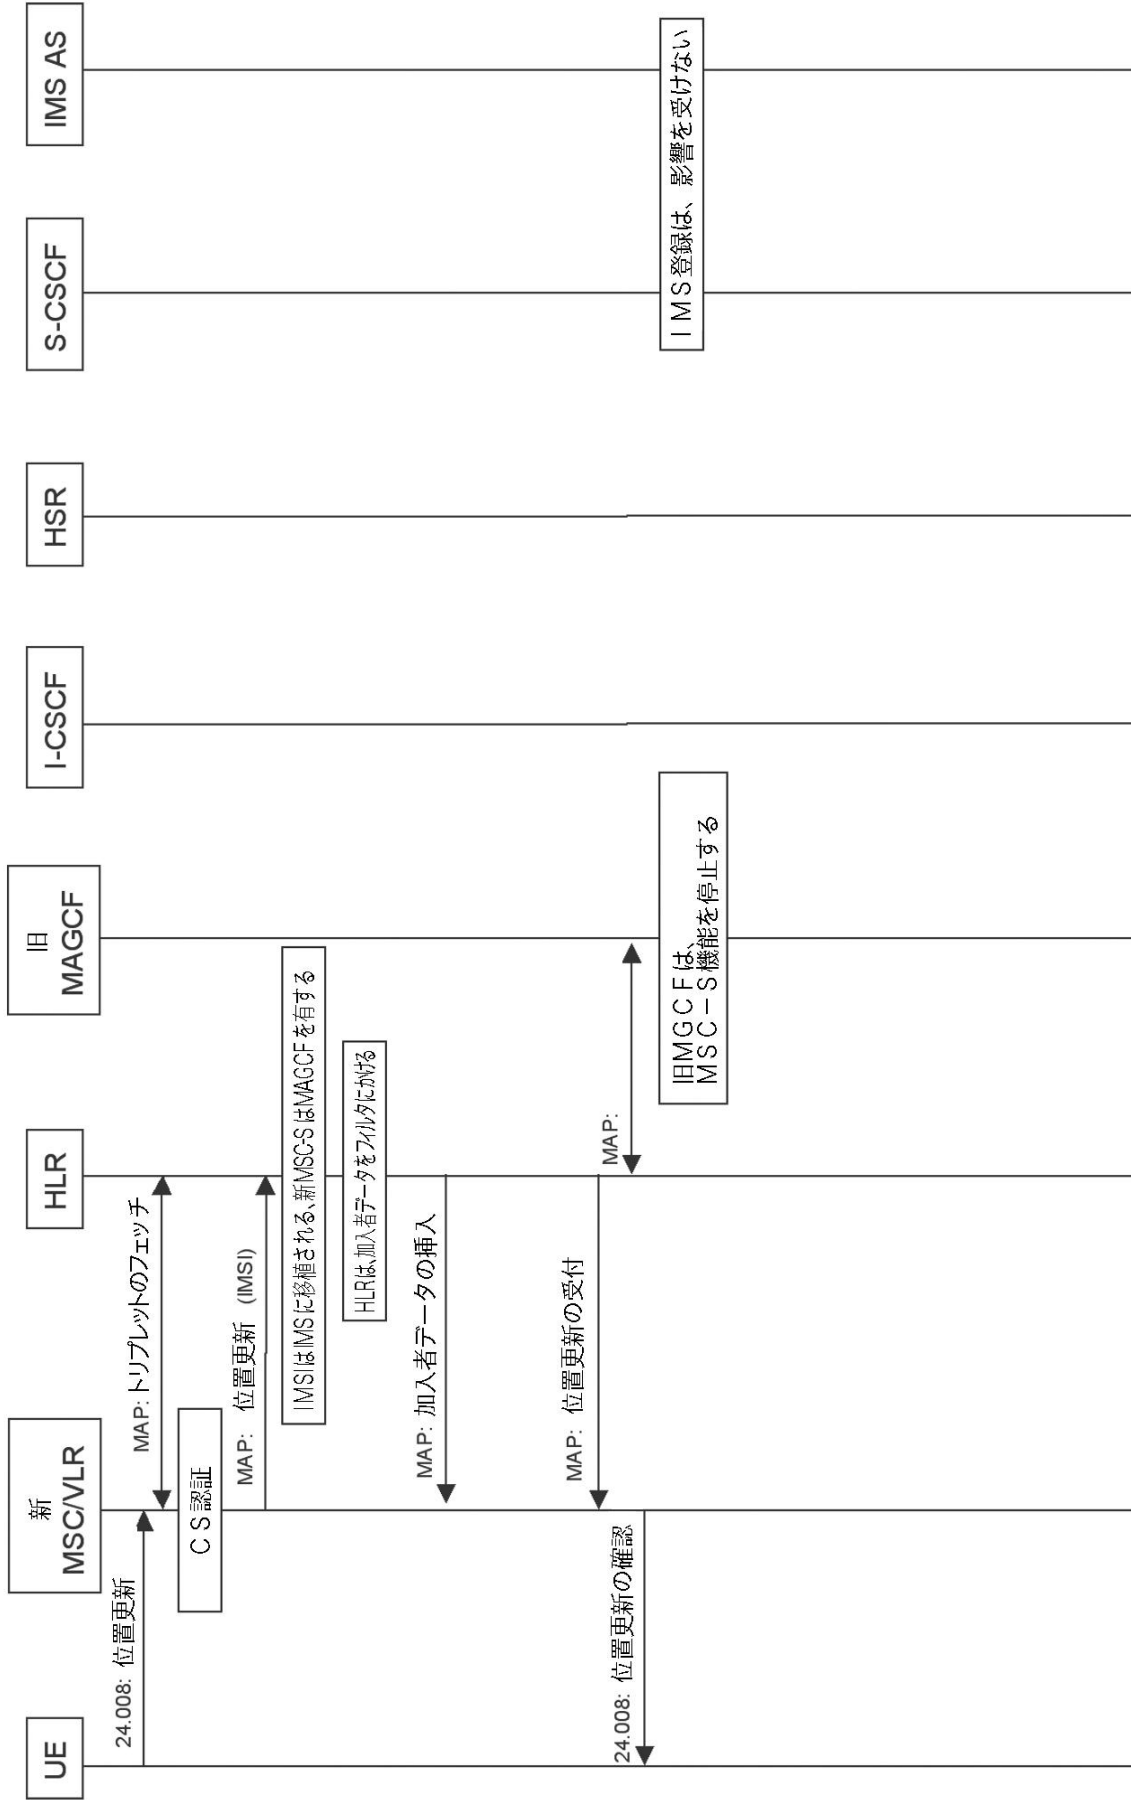 UE
新
MSC/VLR
HLR
旧
MAGCF
I-CSCF
HSR
S-CSCF
IMS AS
24.008: 位置更新
MAP: トリプレットのフェッチ
ＣＳ認証
MAP: 位置更新 (IMSI)
IMSIはIMSに移植される、新MSC-SはMAGCFを有する
HLRは、加入者データをフィルタにかける
MAP: 加入者データの挿入
MAP: 位置更新の受付
MAP:
24.008: 位置更新の確認
旧ＭＧＣＦは、
ＭＳＣ－Ｓ機能を停止する
ＩＭＳ登録は、影響を受けない